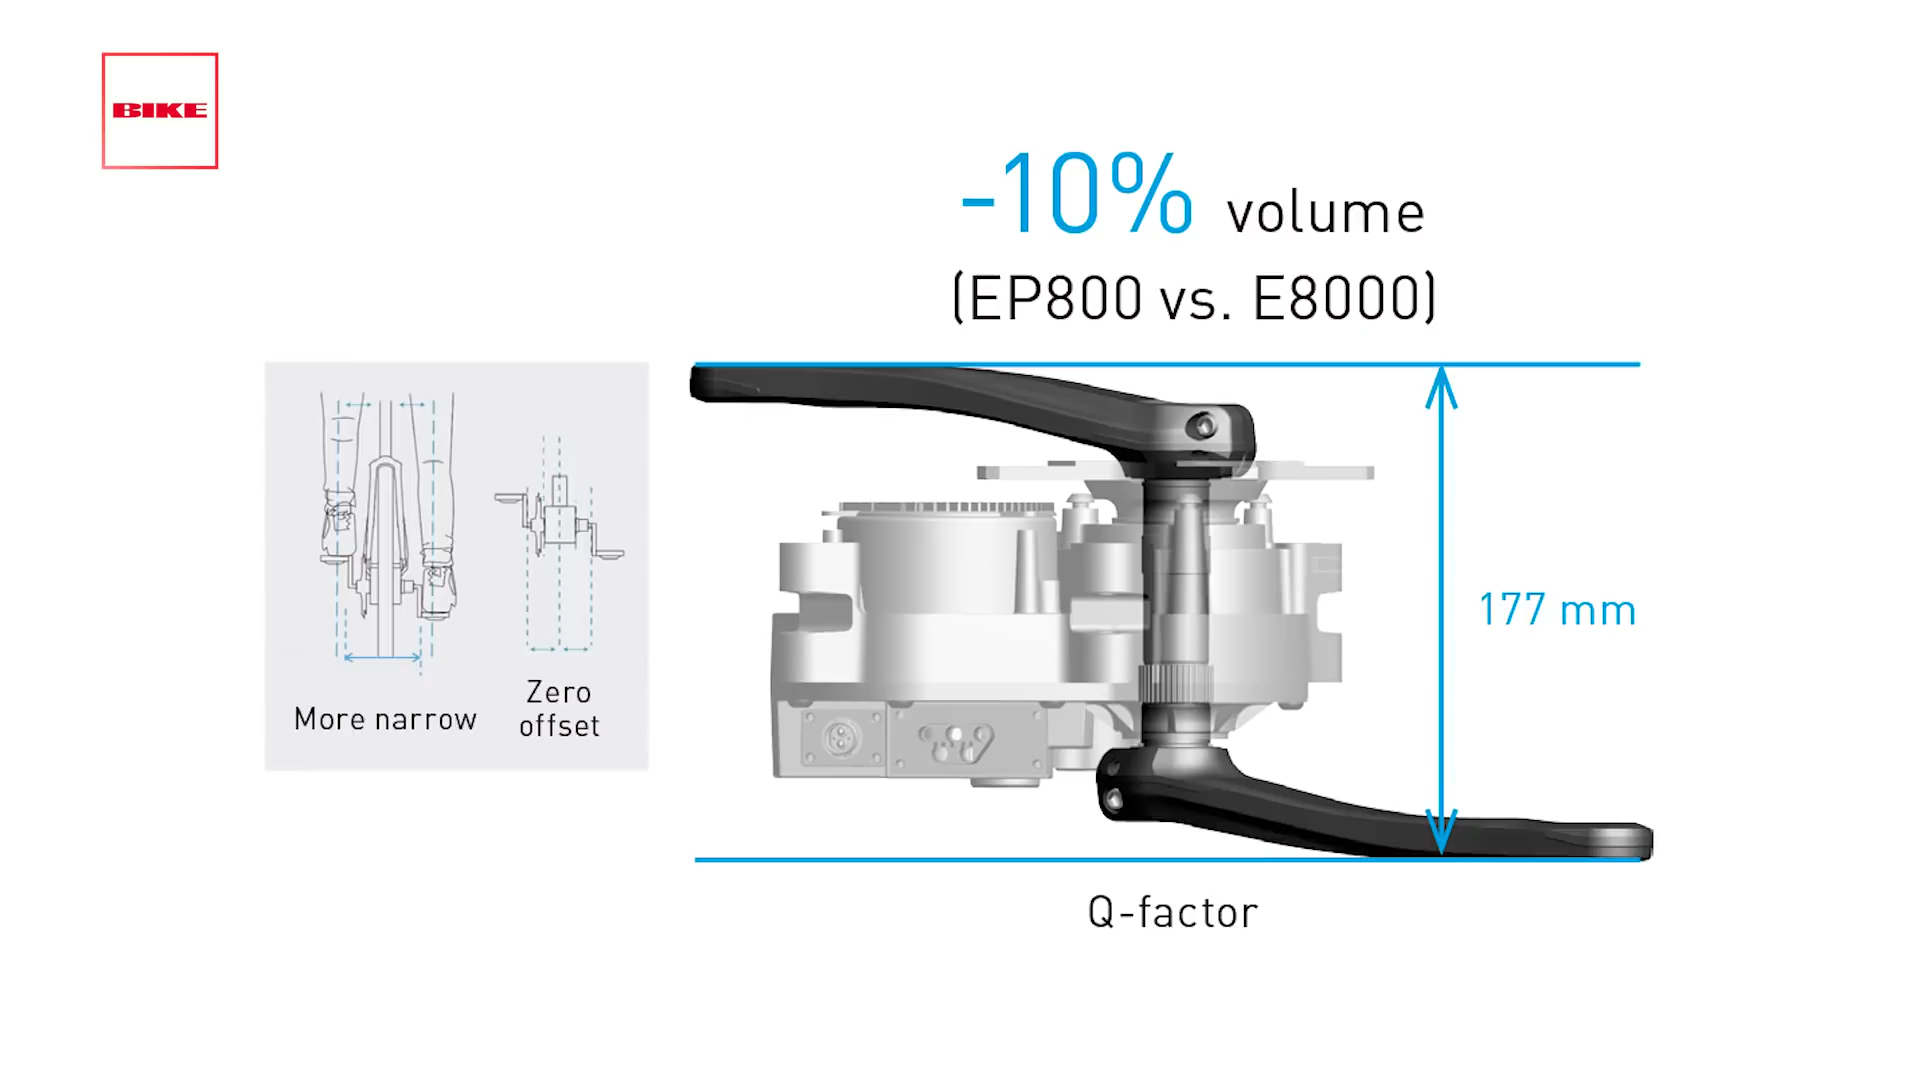 BIKE
-10% volume
(EP800 vs. E8000)
177 mm
More narrow
Zero
offset
Q-factor